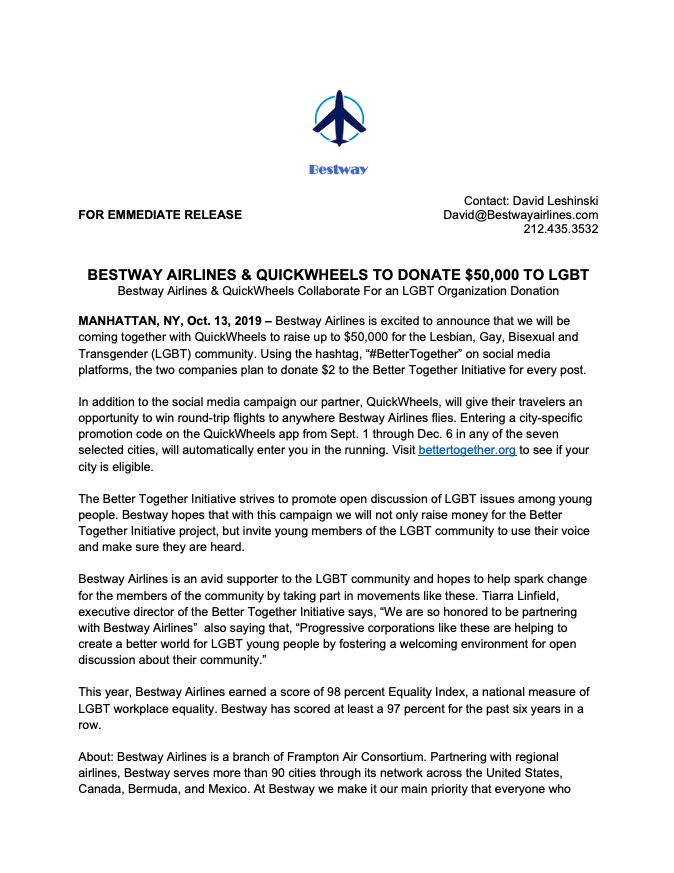 Bestway
Contact: David Leshinski
FOR EMMEDIATE RELEASE
David@Bestwayairlines.com
212.435.3532
BESTWAY AIRLINES & QUICKWHEELS TO DONATE $50,000 TO LGBT
Bestway Airlines & QuickWheels Collaborate For an LGBT Organization Donation
MANHATTAN, NY, Oct. 13, 2019 – Bestway Airlines is excited to announce that we will be
coming together with QuickWheels to raise up to $50,000 for the Lesbian, Gay, Bisexual and
Transgender (LGBT) community. Using the hashtag, “#BetterTogether” on social media
platforms, the two companies plan to donate $2 to the Better Together Initiative for every post.
In addition to the social media campaign our partner, QuickWheels, will give their travelers an
opportunity to win round-trip flights to anywhere Bestway Airlines flies. Entering a city-specific
promotion code on the QuickWheels app from Sept. 1 through Dec. 6 in any of the seven
selected cities, will automatically enter you in the running. Visit bettertogether.org to see if your
city is eligible.
The Better Together Initiative strives to promote open discussion of LGBT issues among young
people. Bestway hopes that with this campaign we will not only raise money for the Better
Together Initiative project, but invite young members of the LGBT community to use their voice
and make sure they are heard.
Bestway Airlines is an avid supporter to the LGBT community and hopes to help spark change
for the members of the community by taking part in movements like these. Tiarra Linfield,
executive director of the Better Together Initiative says, “We are so honored to be partnering
with Bestway Airlines”  also saying that, “Progressive corporations like these are helping to
create a better world for LGBT young people by fostering a welcoming environment for open
discussion about their community.”
This year, Bestway Airlines earned a score of 98 percent Equality Index, a national measure of
LGBT workplace equality. Bestway has scored at least a 97 percent for the past six years in a
row.
About: Bestway Airlines is a branch of Frampton Air Consortium. Partnering with regional
airlines, Bestway serves more than 90 cities through its network across the United States,
Canada, Bermuda, and Mexico. At Bestway we make it our main priority that everyone who